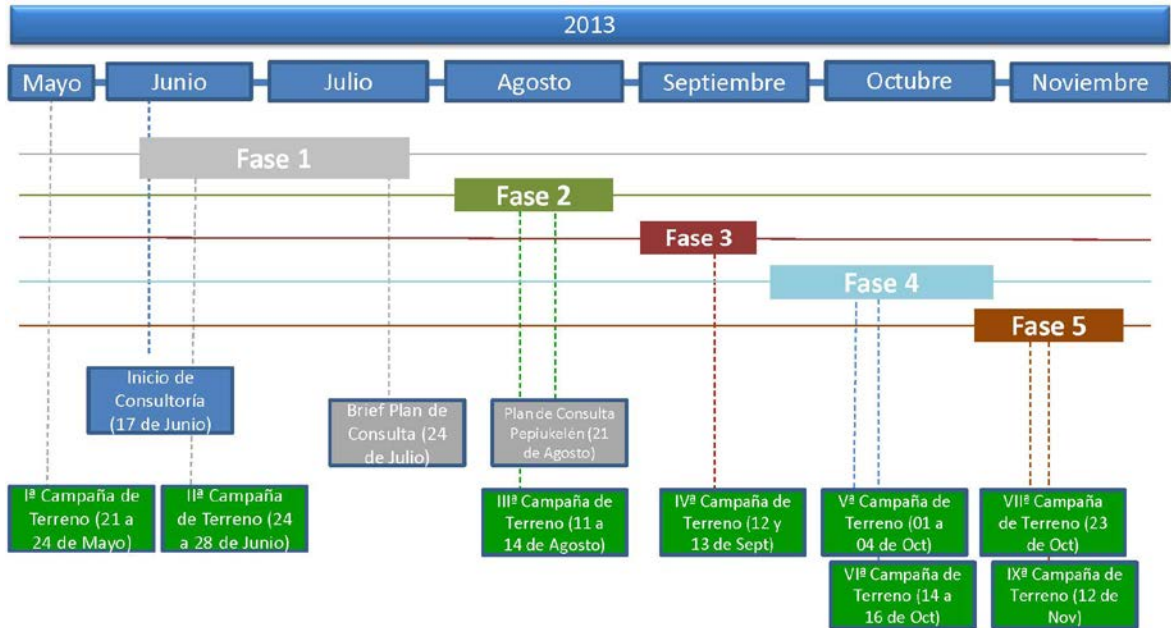 2013
Mayo
Junio
Julio
Agosto
Septiembre
Octubre
Noviembre
Fase 1
Fase 2
Fase 3
Fase 4
Fase 5
Inicio de
Consultoría
(17 de Junio)
Brief Plan de
Consulta (24
de Julio)
Plan de Consulta
Pepiukelén (21
de Agosto)
Iª Campaña de
Terreno (21 a
24 de Mayo)
IIª Campaña
de Terreno (24
a 28 de Junio)
IIIª Campaña de
Terreno (11 a
14 de Agosto)
IVª Campaña de
Terreno (12 y
13 de Sept)
Vª Campaña de
Terreno (01 a
04 de Oct)
VIIª Campaña
de Terreno (23
de Oct)
VIª Campaña de
Terreno (14 a
16 de Oct)
IXª Campaña de
Terreno (12 de
Nov)